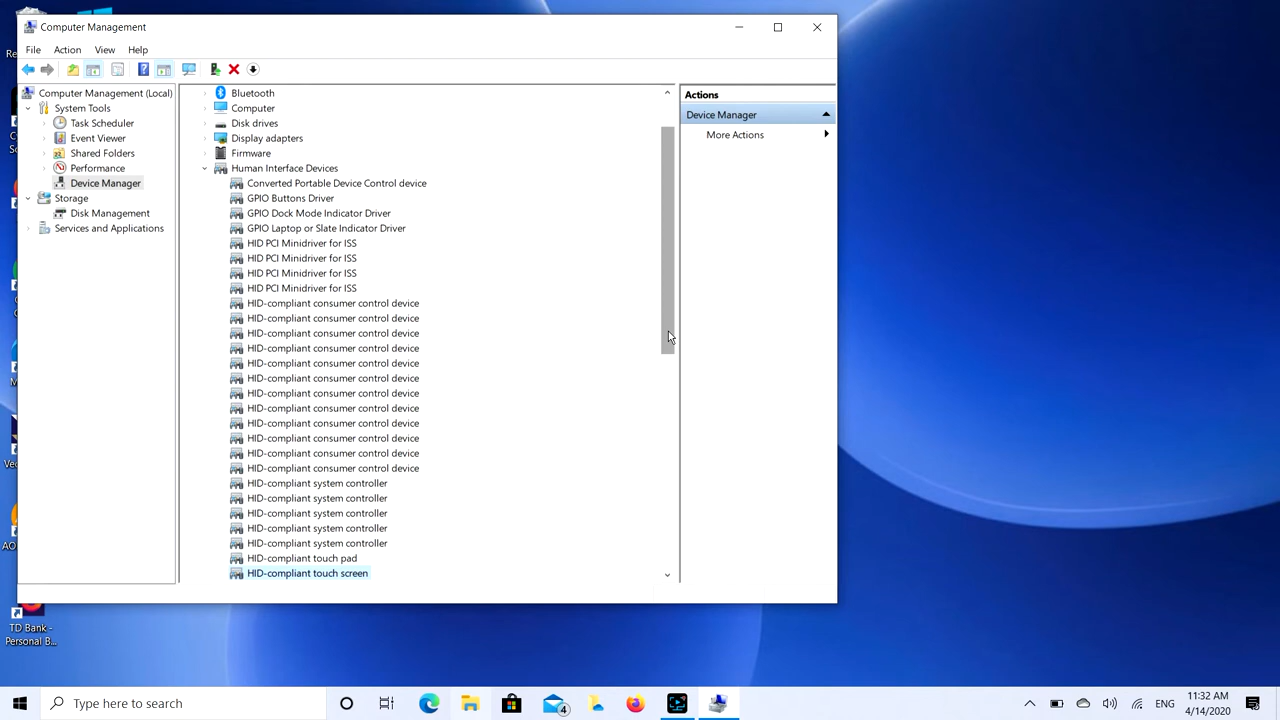 Computer Management
File Action View Help
Computer Management (Local)
System Tools
Task Scheduler
Event Viewer
Shared Folders
Performance
Device Manager
Storage
Disk Management
Services and Applications
Bluetooth
Computer
Disk drives
Display adapters
Firmware
Human Interface Devices
Converted Portable Device Control device
GPIO Buttons Driver
GPIO Dock Mode Indicator Driver
GPIO Laptop or Slate Indicator Driver
HID PCI Minidriver for ISS
HID PCI Minidriver for ISS
HID PCI Minidriver for ISS
HID PCI Minidriver for ISS
HID-compliant consumer control device
HID-compliant consumer control device
HID-compliant consumer control device
HID-compliant consumer control device
HID-compliant consumer control device
HID-compliant consumer control device
HID-compliant consumer control device
HID-compliant consumer control device
HID-compliant consumer control device
HID-compliant consumer control device
HID-compliant consumer control device
HID-compliant consumer control device
HID-compliant system controller
HID-compliant system controller
HID-compliant system controller
HID-compliant system controller
HID-compliant system controller
HID-compliant touch pad
HID-compliant touch screen
Actions
Device Manager
More Actions
TD Bank -
Personal B...
Type here to search
4
ENG
11:32 AM
4/14/2020